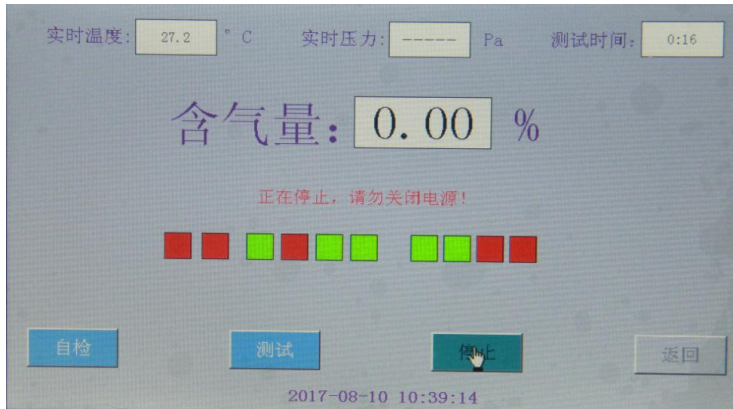 实时温度: 27.2 °C 实时压力: ----- Pa 测试时间: 0:16
含气量: 0.00 %
正在停止，请勿关闭电源!
自检 测试 停止 返回
2017-08-10 10:39:14